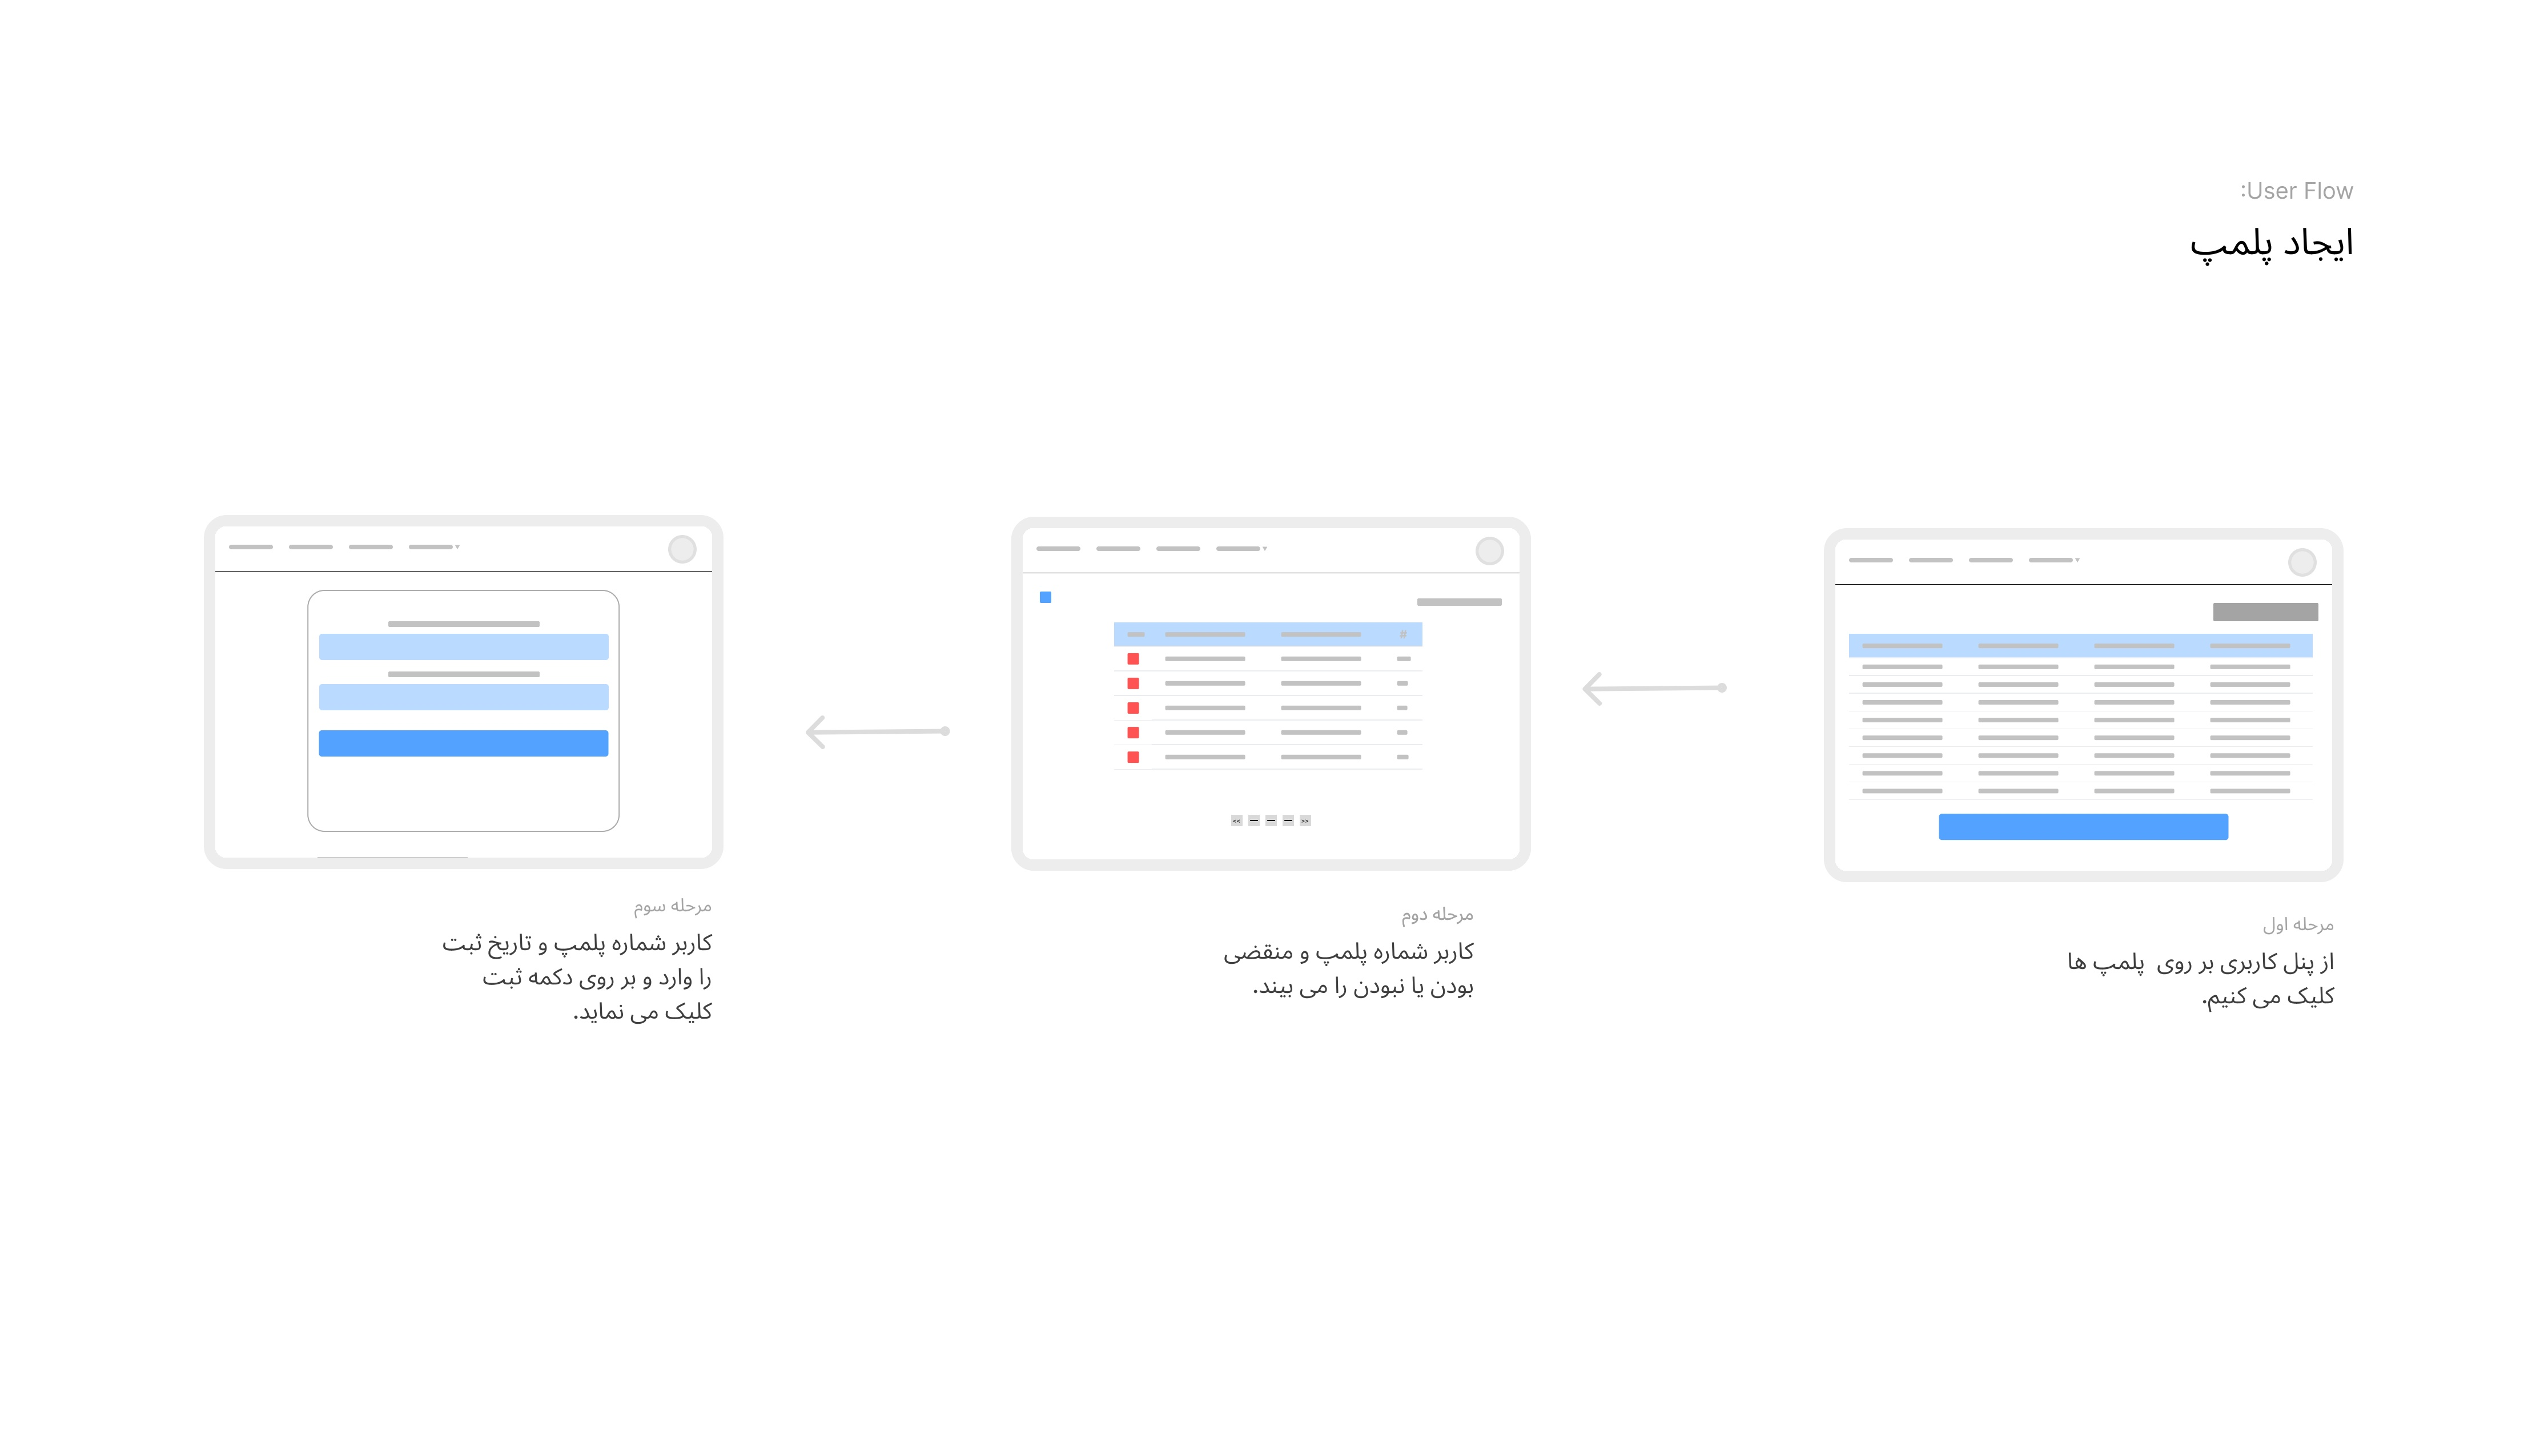 User Flow:
ایجاد پلمپ
#
<< >>
مرحله اول
از پنل کاربری بر روی پلمپ ها
کلیک می کنیم.
مرحله دوم
کاربر شماره پلمپ و منقضی
بودن یا نبودن را می بیند.
مرحله سوم
کاربر شماره پلمپ و تاریخ ثبت
را وارد و بر روی دکمه ثبت
کلیک می نماید.